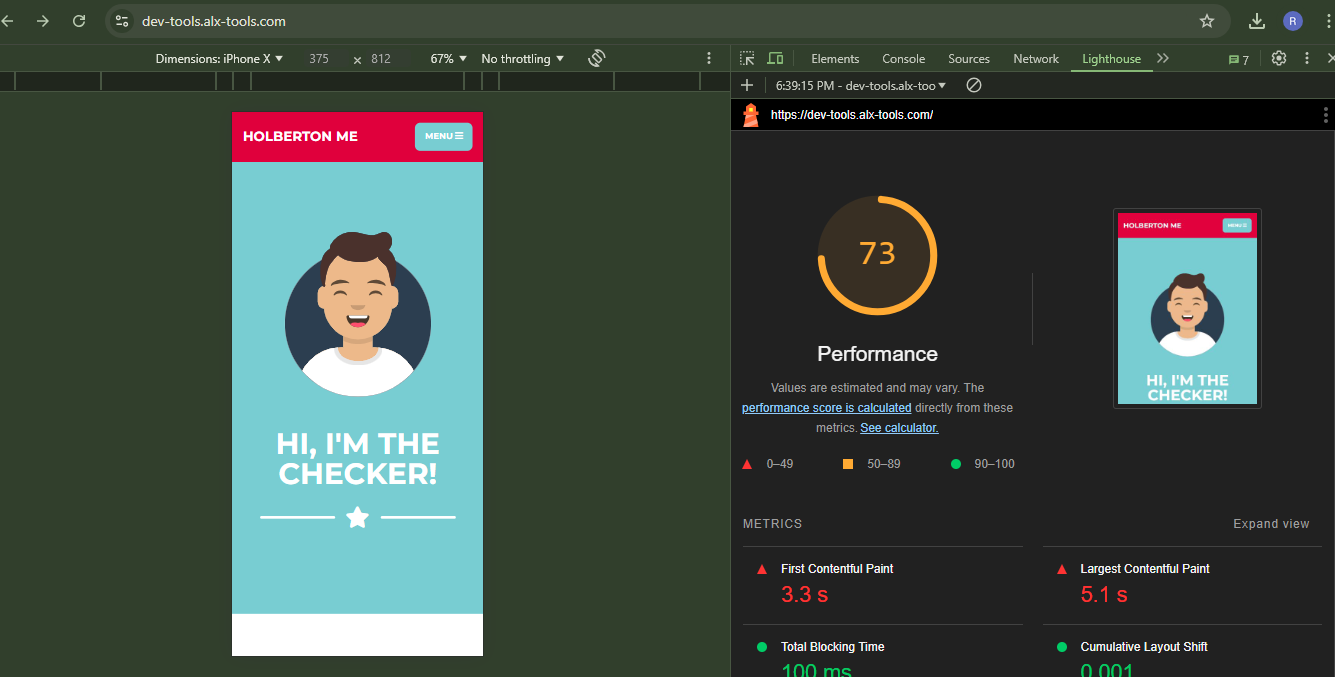 dev-tools.alx-tools.com
R
Dimensions: iPhone X 375 × 812 67% No throttling
Elements Console Sources Network Lighthouse 7
6:39:15 PM - dev-tools.alx-too
https://dev-tools.alx-tools.com/
HOLBERTON ME
MENU
HI, I'M THE
CHECKER!
73
Performance
Values are estimated and may vary. The
performance score is calculated directly from these
metrics. See calculator.
0–49 50–89 90–100
HOLBERTON ME
MENU
HI, I'M THE
CHECKER!
METRICS Expand view
First Contentful Paint
3.3 s
Largest Contentful Paint
5.1 s
Total Blocking Time
100 ms
Cumulative Layout Shift
0.001